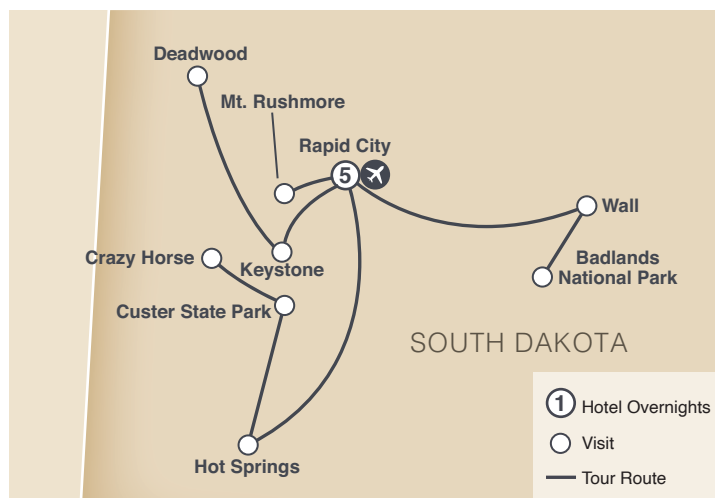 Deadwood
Mt. Rushmore
Rapid City
5
Wall
Badlands
National Park
Crazy Horse
Keystone
Custer State Park
SOUTH DAKOTA
Hot Springs
1 Hotel Overnights
Visit
Tour Route